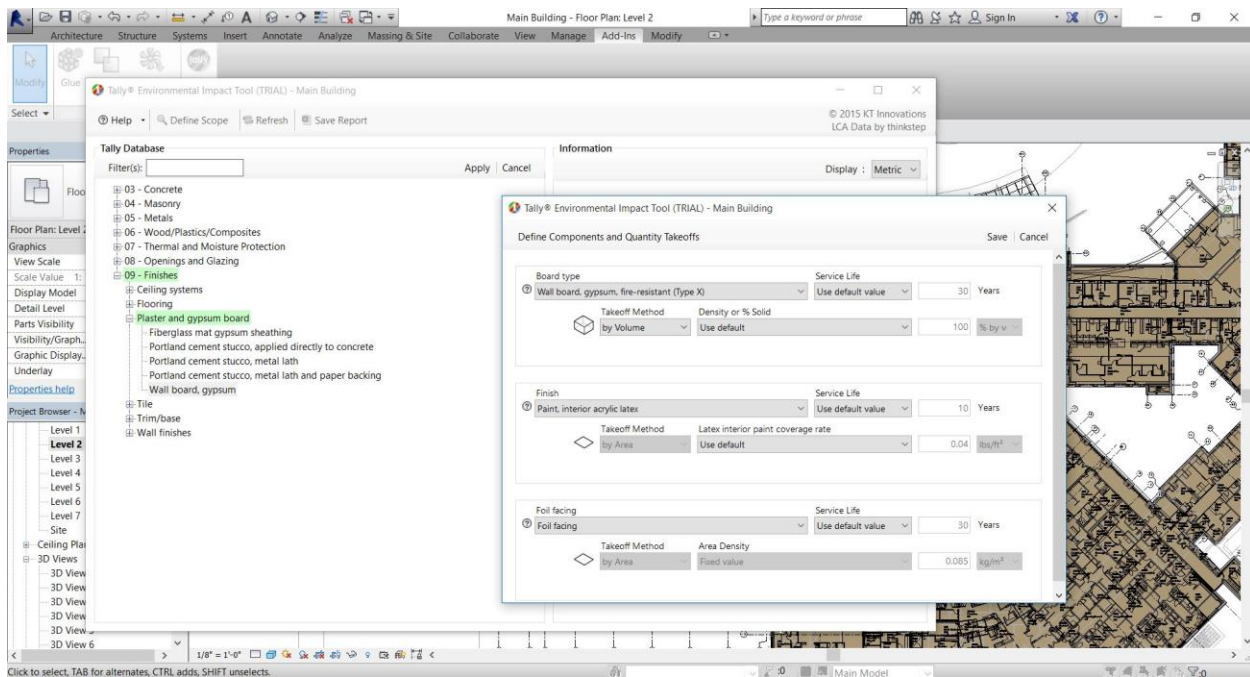 Main Building - Floor Plan: Level 2
Type a keyword or phrase
Sign In
Architecture Structure Systems Insert Annotate Analyze Massing & Site Collaborate View Manage Add-Ins Modify
Modify
Glue
Select
Tally® Environmental Impact Tool (TRIAL) - Main Building
Help Define Scope Refresh Save Report
© 2015 KT Innovations
LCA Data by thinkstep
Properties
Tally Database
Information
Filter(s):
Apply Cancel
Display : Metric
Floo
03 - Concrete
04 - Masonry
05 - Metals
06 - Wood/Plastics/Composites
07 - Thermal and Moisture Protection
08 - Openings and Glazing
09 - Finishes
Ceiling systems
Flooring
Plaster and gypsum board
Fiberglass mat gypsum sheathing
Portland cement stucco, applied directly to concrete
Portland cement stucco, metal lath
Portland cement stucco, metal lath and paper backing
Wall board, gypsum
Tile
Trim/base
Wall finishes
Floor Plan: Level 2
Graphics
View Scale
Scale Value 1:
Display Model
Detail Level
Parts Visibility
Visibility/Graph...
Graphic Display...
Underlay
Properties help
Project Browser - M
Level 1
Level 2
Level 3
Level 4
Level 5
Level 6
Level 7
Site
Ceiling Plan
3D Views
3D View
3D View
3D View
3D View
3D View
3D View 6
Tally® Environmental Impact Tool (TRIAL) - Main Building
Define Components and Quantity Takeoffs
Save Cancel
Board type Service Life
Wall board, gypsum, fire-resistant (Type X) Use default value 30 Years
Takeoff Method Density or % Solid
by Volume Use default 100 % by v
Finish Service Life
Paint, interior acrylic latex Use default value 10 Years
Takeoff Method Latex interior paint coverage rate
by Area Use default 0.04 lbs/ft²
Foil facing Service Life
Foil facing Use default value 30 Years
Takeoff Method Area Density
by Area Fixed value 0.085 kg/m²
1/8" = 1'-0"
Click to select, TAB for alternates, CTRL adds, SHIFT unselects.
:0
Main Model
:0